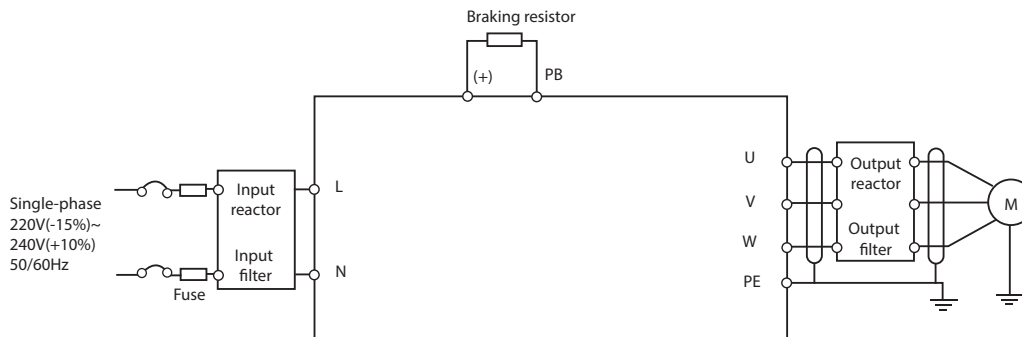 Braking resistor
(+)
PB
Single-phase
220V(-15%)~
240V(+10%)
50/60Hz
Fuse
Input
reactor
Input
filter
L
N
U
V
W
PE
Output
reactor
Output
filter
M